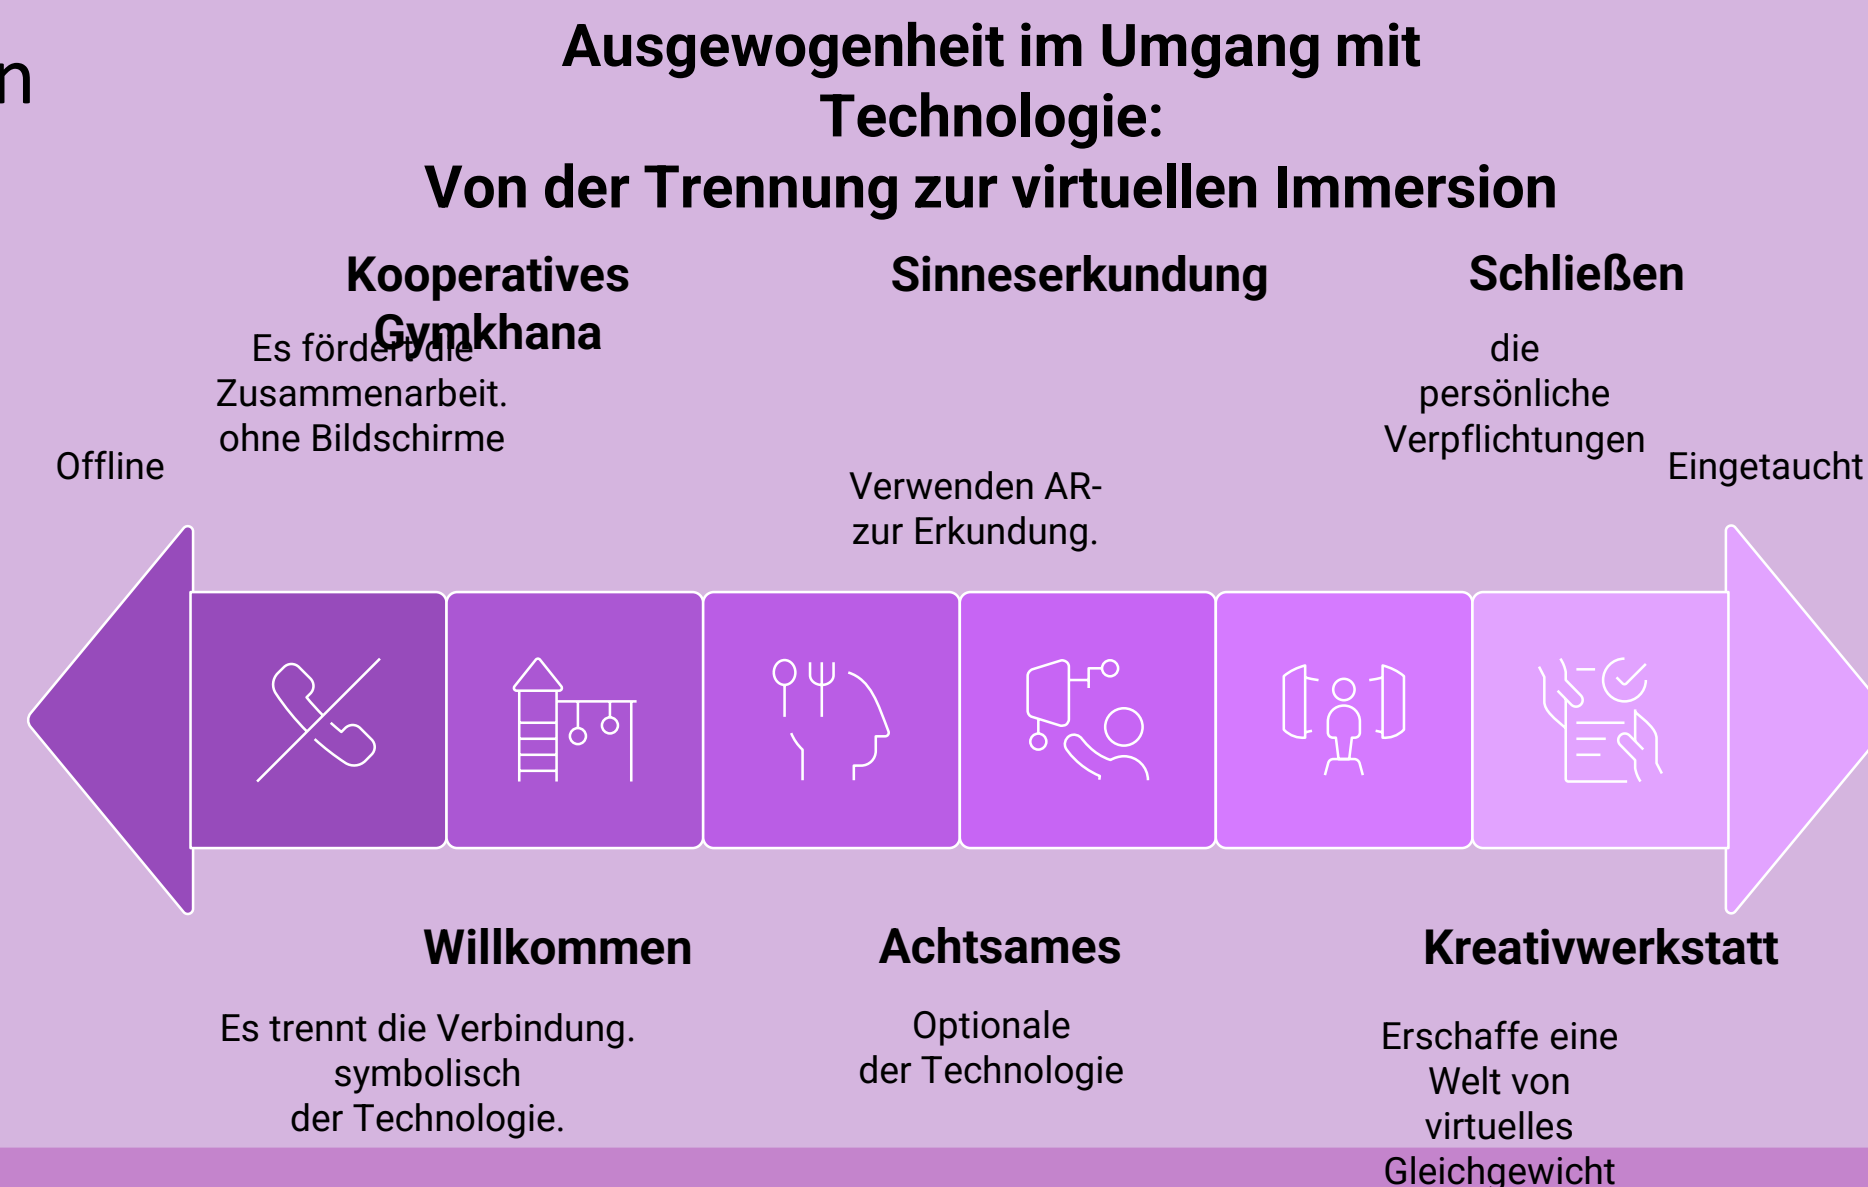 n
Ausgewogenheit im Umgang mit
Technologie:
Von der Trennung zur virtuellen Immersion
Kooperatives
Gymkhana
Es fördert die
Zusammenarbeit.
ohne Bildschirme
Sinneserkundung
Verwenden AR-
zur Erkundung.
Schließen
die
persönliche
Verpflichtungen
Offline
Eingetaucht
Willkommen
Es trennt die Verbindung.
symbolisch
der Technologie.
Achtsames
Optionale
der Technologie
Kreativwerkstatt
Erschaffe eine
Welt von
virtuelles
Gleichgewicht